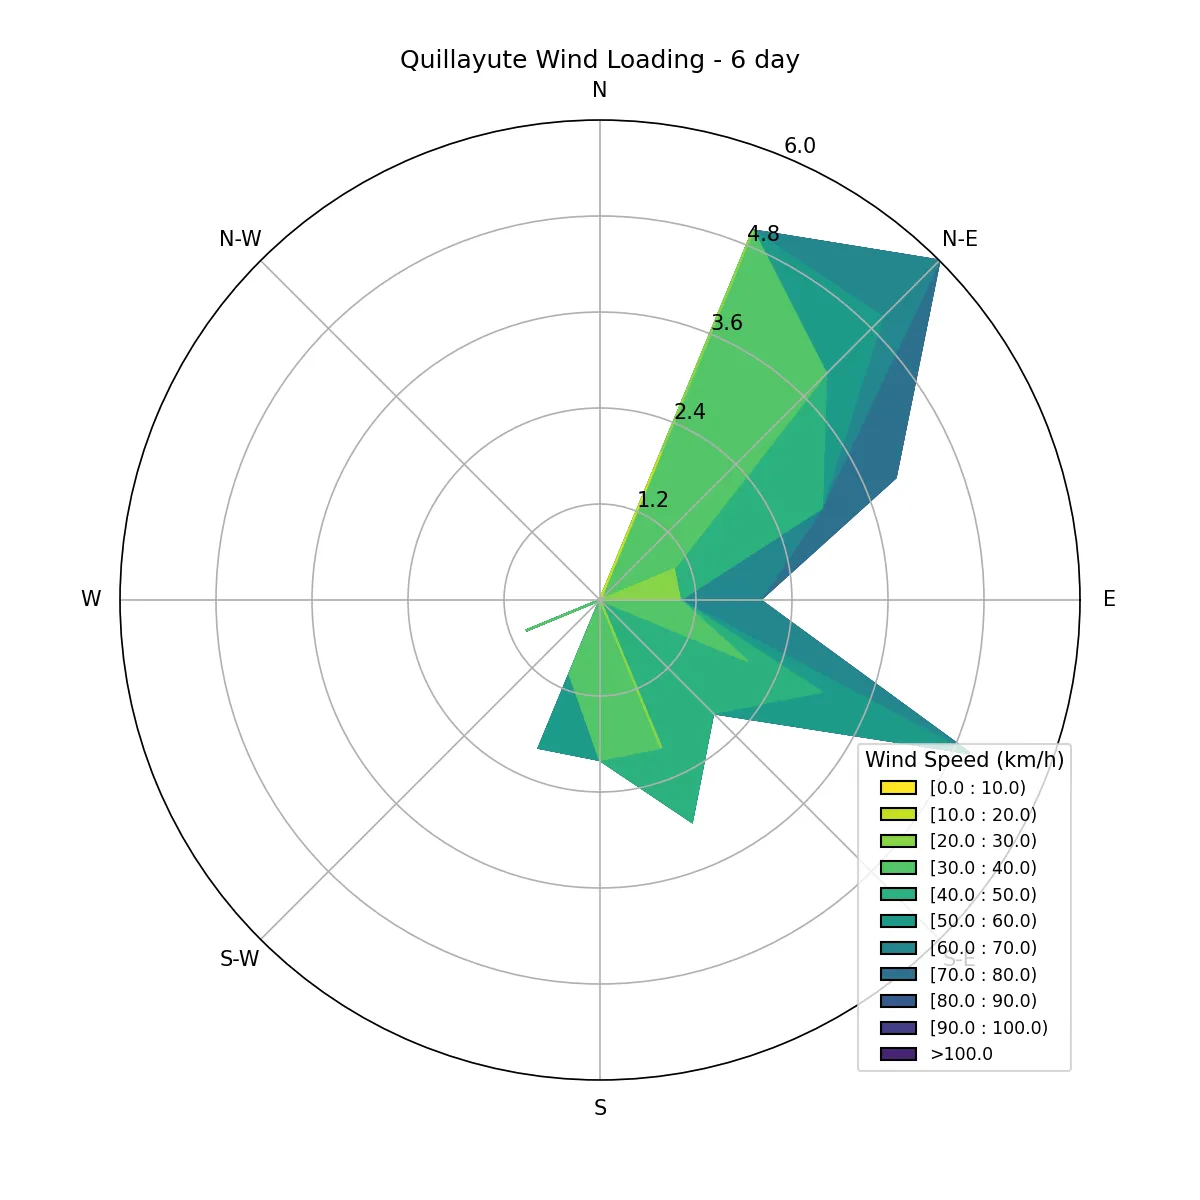 Quillayute Wind Loading - 6 day
N
6.0
N-W
4.8
N-E
3.6
2.4
1.2
W
E
Wind Speed (km/h)
[0.0 : 10.0)
[10.0 : 20.0)
[20.0 : 30.0)
[30.0 : 40.0)
[40.0 : 50.0)
[50.0 : 60.0)
[60.0 : 70.0)
[70.0 : 80.0)
[80.0 : 90.0)
[90.0 : 100.0)
>100.0
S-W
S-E
S